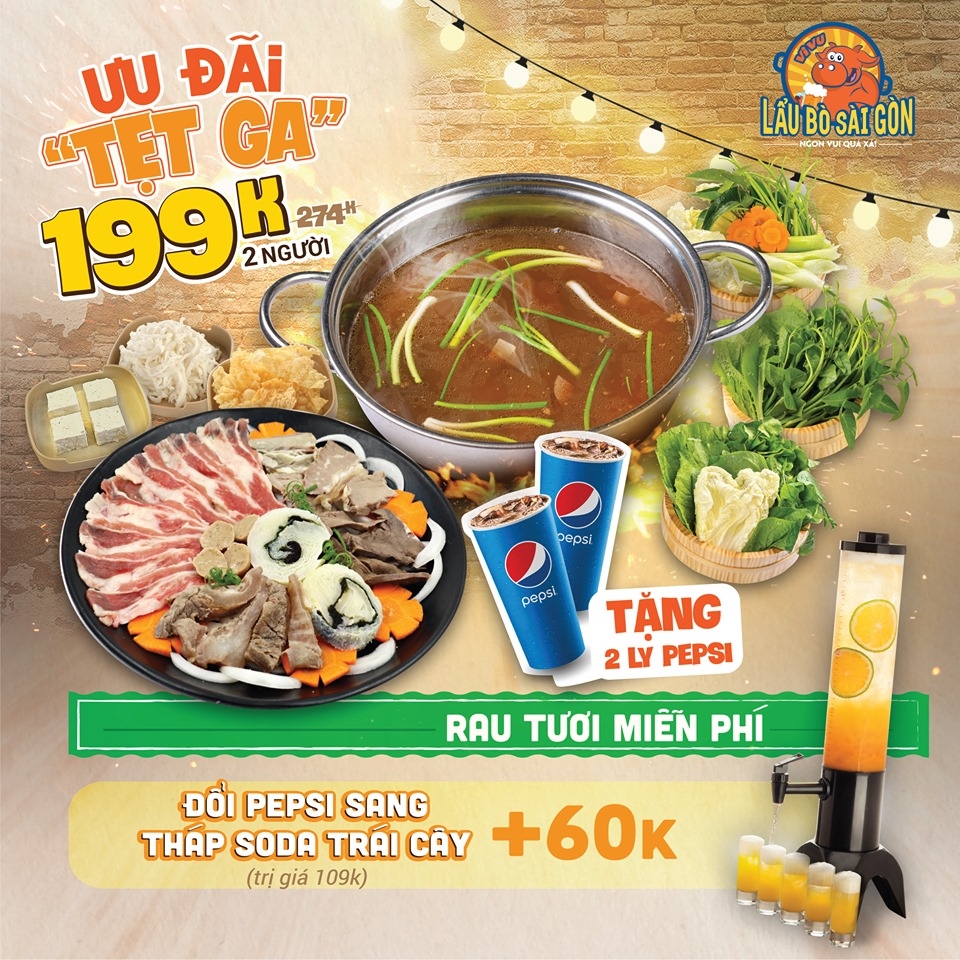 ƯU ĐÃi
“TẸT GA”
199K 274K
2 NGƯỜI
ViVU
LẨU BÒ SÀI GÒN
NGON VUI QUÁ XÁ!
pepsi
pepsi
TẶNG
2 LY PEPSI
RAU TƯƠI MIỄN PHÍ
ĐỔI PEPSI SANG
THÁP SODA TRÁI CÂY
(trị giá 109k)
+60K